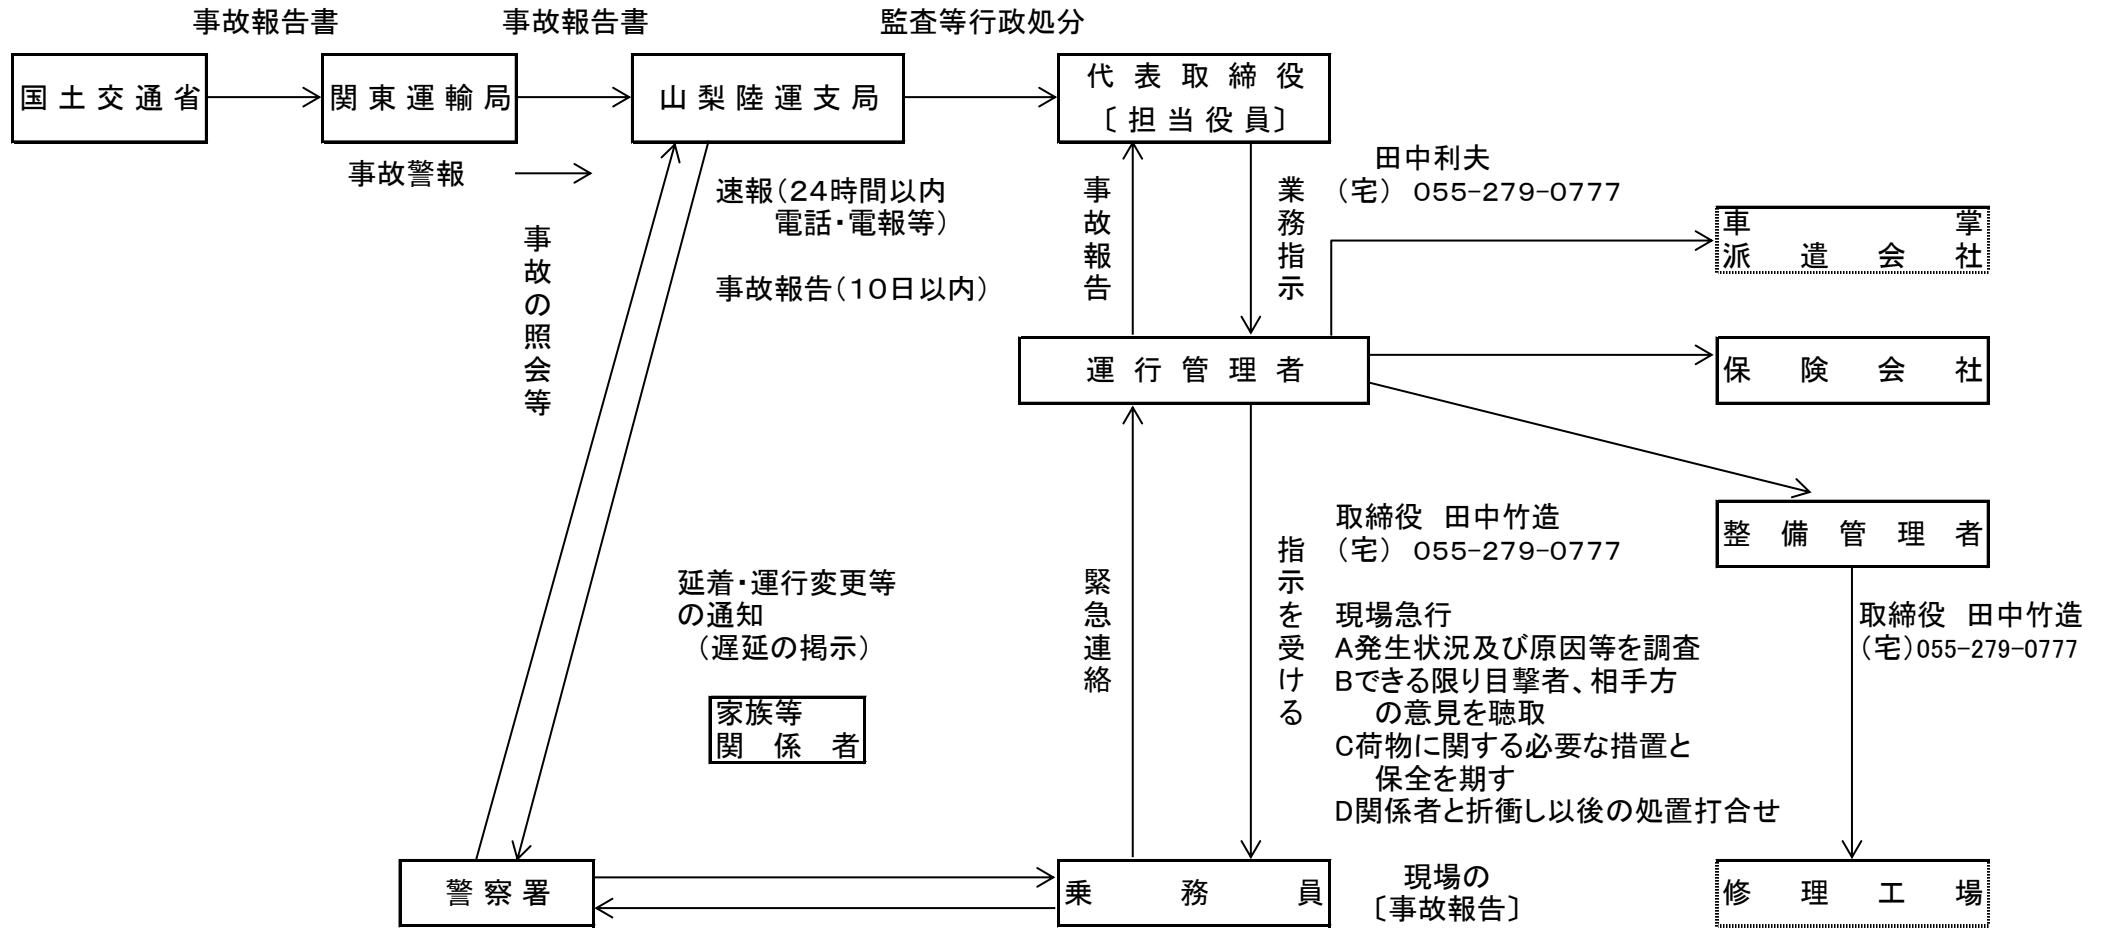 事故報告書
事故報告書
監査等行政処分
国土交通省
関東運輸局
山梨陸運支局
代表取締役
〔担当役員〕
事故警報
田中利夫
(宅) 055-279-0777
速報(24時間以内
電話・電報等)
事故報告(10日以内)
事故の照会等
事故報告
業務指示
車掌
派遣会社
運行管理者
保険会社
取締役 田中竹造
(宅) 055-279-0777
整備管理者
延着・運行変更等
の通知
(遅延の掲示)
緊急連絡
指示を受ける
現場急行
A発生状況及び原因等を調査
Bできる限り目撃者、相手方
の意見を聴取
C荷物に関する必要な措置と
保全を期す
D関係者と折衝し以後の処置打合せ
取締役 田中竹造
(宅)055-279-0777
家族等
関係者
警察署
乗務員
現場の
〔事故報告〕
修理工場